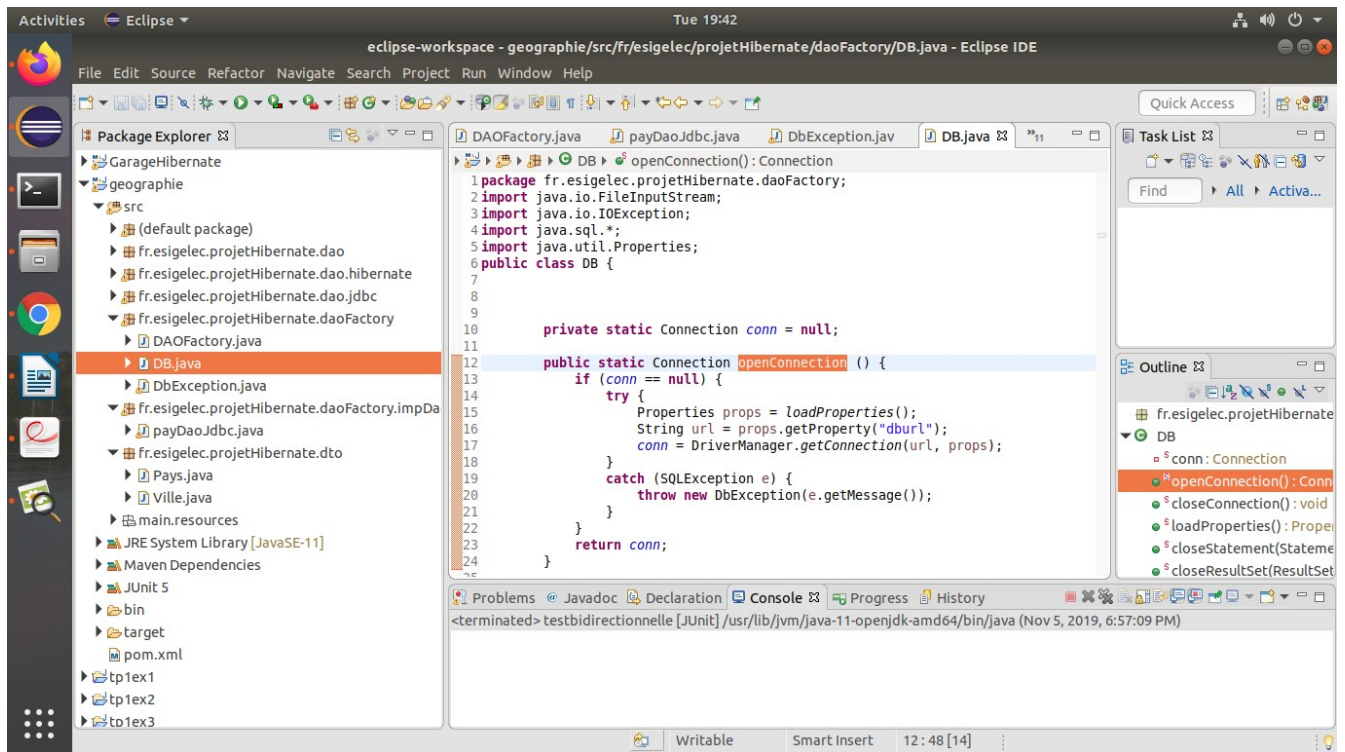 Activities Eclipse Tue 19:42
eclipse-workspace - geographie/src/fr/esigelec/projetHibernate/daoFactory/DB.java - Eclipse IDE
File Edit Source Refactor Navigate Search Project Run Window Help
Quick Access
Package Explorer
GarageHibernate
geographie
src
(default package)
fr.esigelec.projetHibernate.dao
fr.esigelec.projetHibernate.dao.hibernate
fr.esigelec.projetHibernate.dao.jdbc
fr.esigelec.projetHibernate.daoFactory
DAOFactory.java
DB.java
DbException.java
fr.esigelec.projetHibernate.daoFactory.impDa
payDaoJdbc.java
fr.esigelec.projetHibernate.dto
Pays.java
Ville.java
main.resources
JRE System Library [JavaSE-11]
Maven Dependencies
JUnit 5
bin
target
pom.xml
tp1ex1
tp1ex2
tp1ex3
DAOFactory.java payDaoJdbc.java DbException.jav DB.java »11
DB openConnection() : Connection
1 package fr.esigelec.projetHibernate.daoFactory;
2 import java.io.FileInputStream;
3 import java.io.IOException;
4 import java.sql.*;
5 import java.util.Properties;
6 public class DB {
7
8
9
10 private static Connection conn = null;
11
12 public static Connection openConnection () {
13 if (conn == null) {
14 try {
15 Properties props = loadProperties();
16 String url = props.getProperty("dburl");
17 conn = DriverManager.getConnection(url, props);
18 }
19 catch (SQLException e) {
20 throw new DbException(e.getMessage());
21 }
22 }
23 return conn;
24 }
Problems @ Javadoc Declaration Console Progress History
<terminated> testbidirectionnelle [JUnit] /usr/lib/jvm/java-11-openjdk-amd64/bin/java (Nov 5, 2019, 6:57:09 PM)
Task List
Find All Activa...
Outline
fr.esigelec.projetHibernate
DB
conn : Connection
openConnection() : Conn
closeConnection() : void
loadProperties() : Proper
closeStatement(Stateme
closeResultSet(ResultSet
Writable Smart Insert 12 : 48 [14]